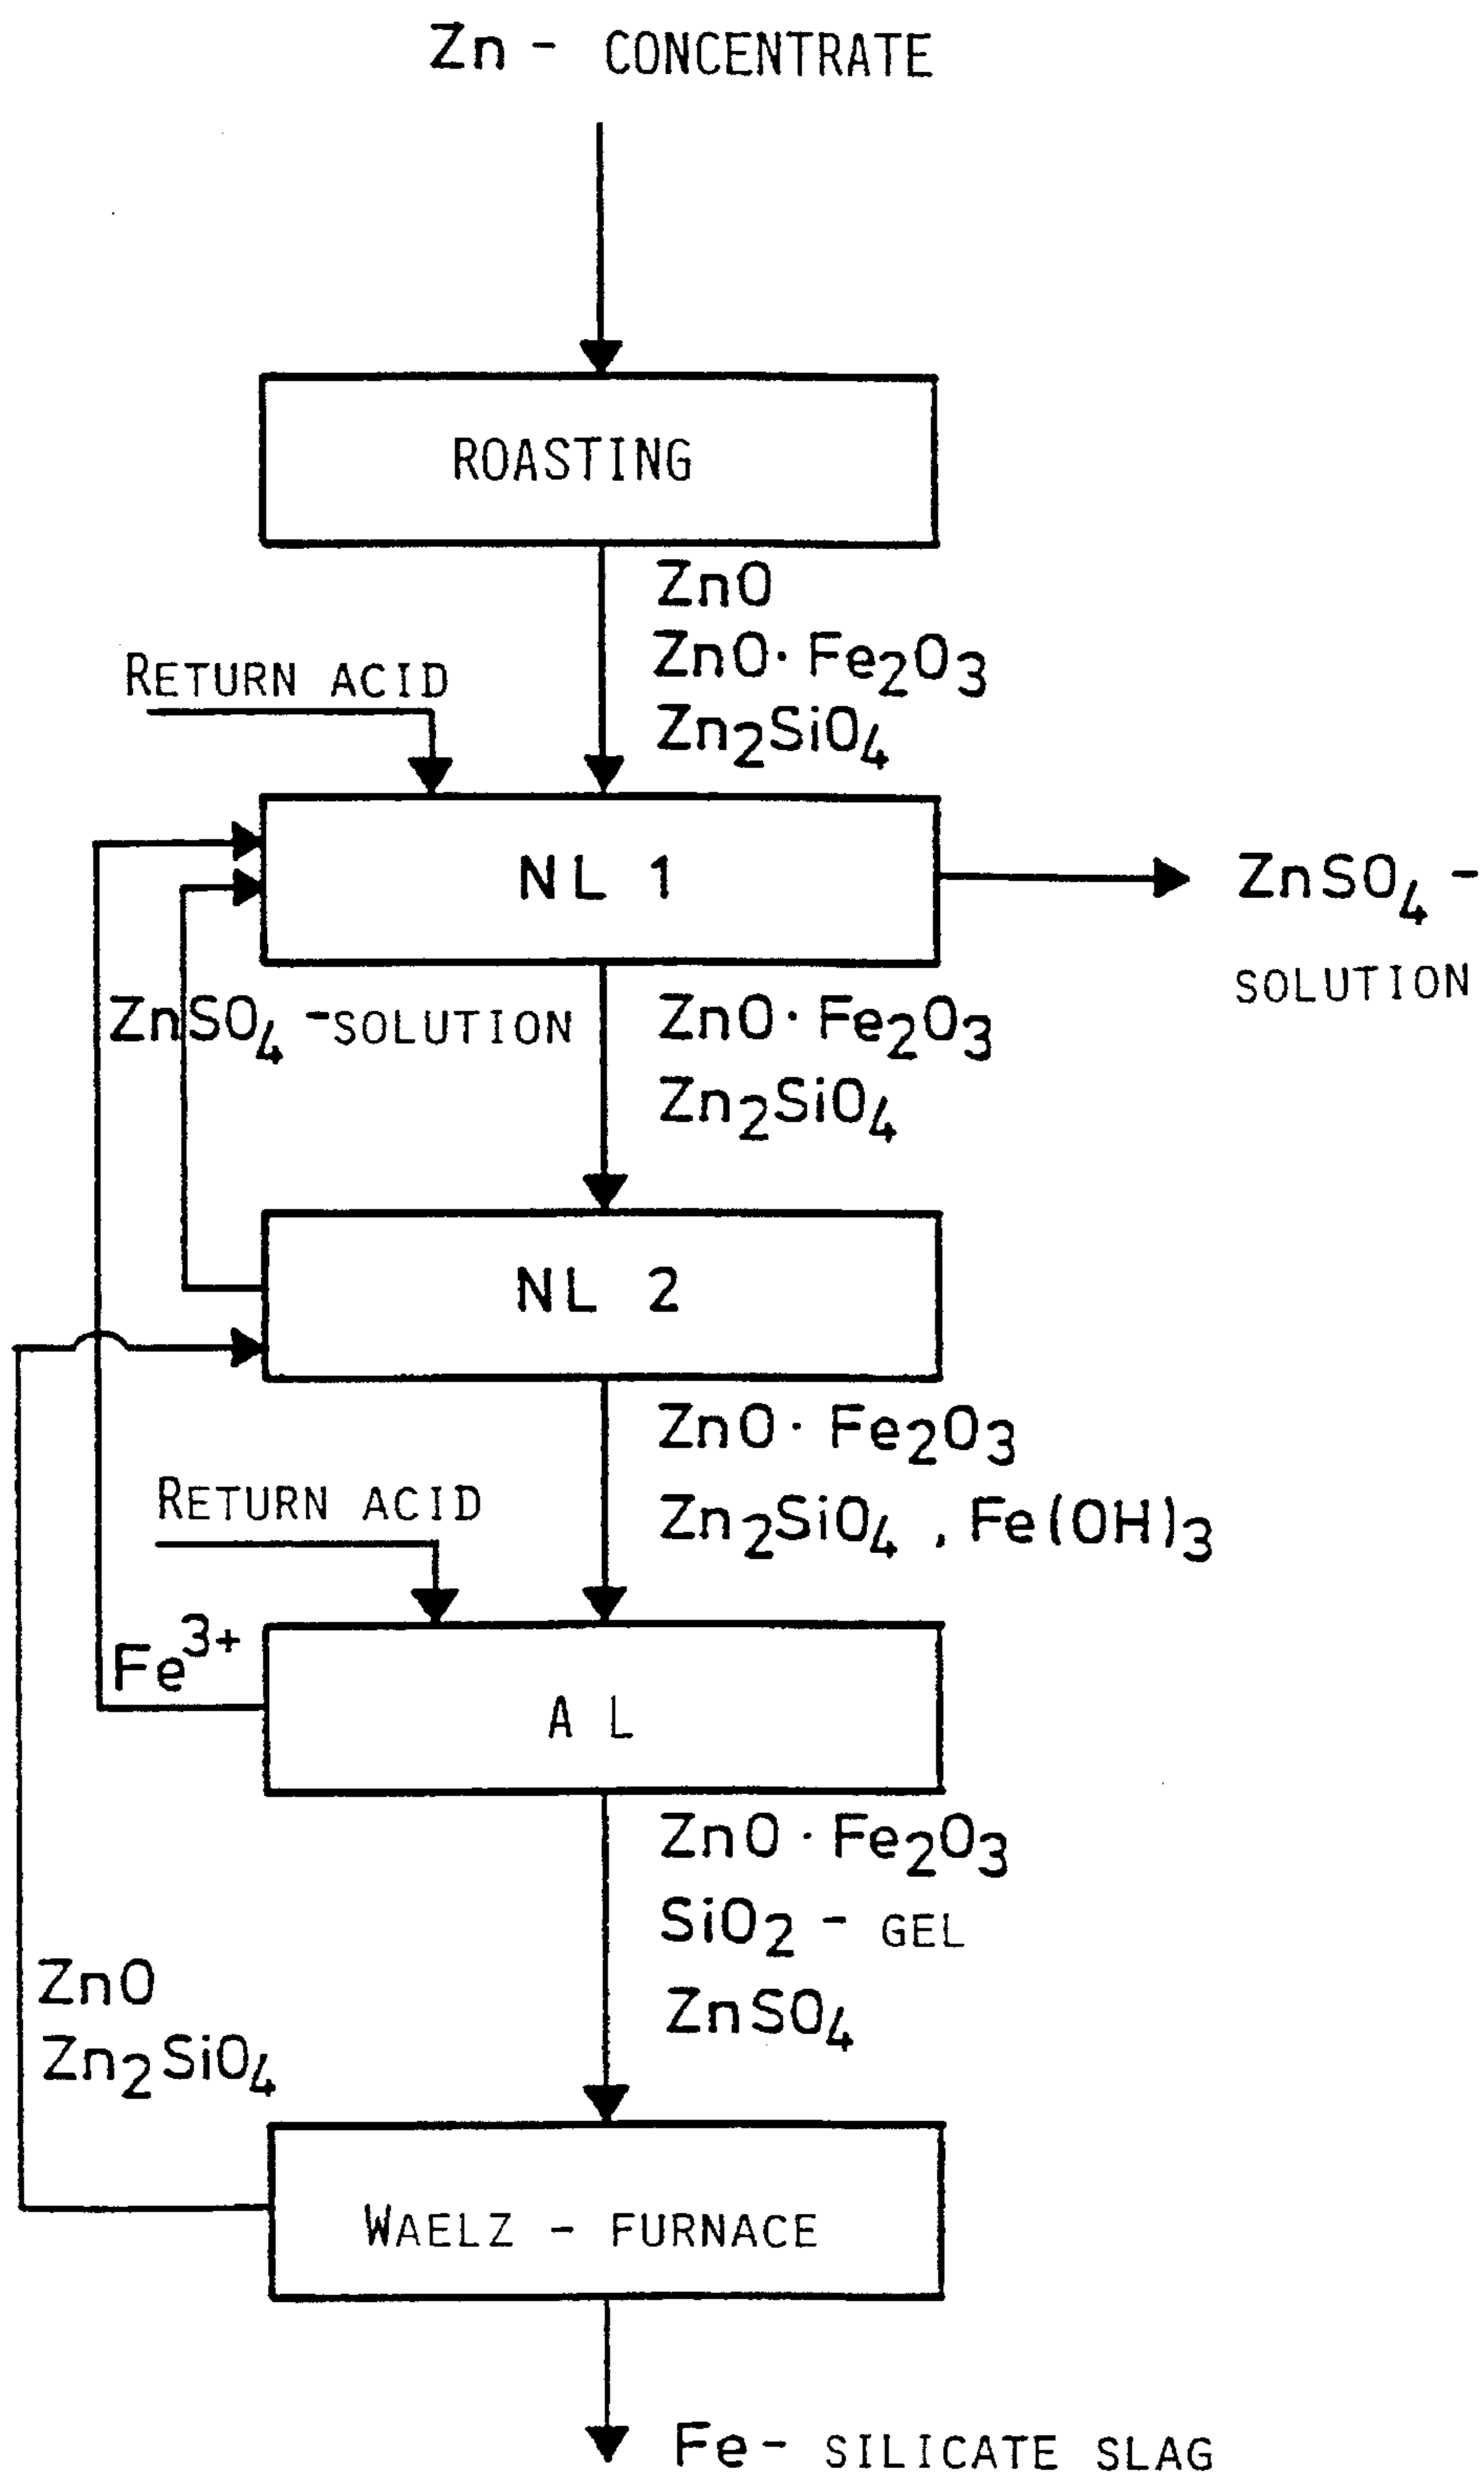 Zn - CONCENTRATE
ROASTING
ZnO
ZnO· Fe₂O₃
RETURN ACID
Zn₂SiO₄
NL 1
ZnSO₄ -
SOLUTION
ZnSO₄ -SOLUTION
ZnO· Fe₂O₃
Zn₂SiO₄
NL 2
ZnO· Fe₂O₃
RETURN ACID
Zn₂SiO₄ , Fe(OH)₃
Fe³⁺
A L
ZnO · Fe₂O₃
SiO₂ - GEL
ZnSO₄
ZnO
Zn₂SiO₄
WAELZ - FURNACE
Fe- SILICATE SLAG